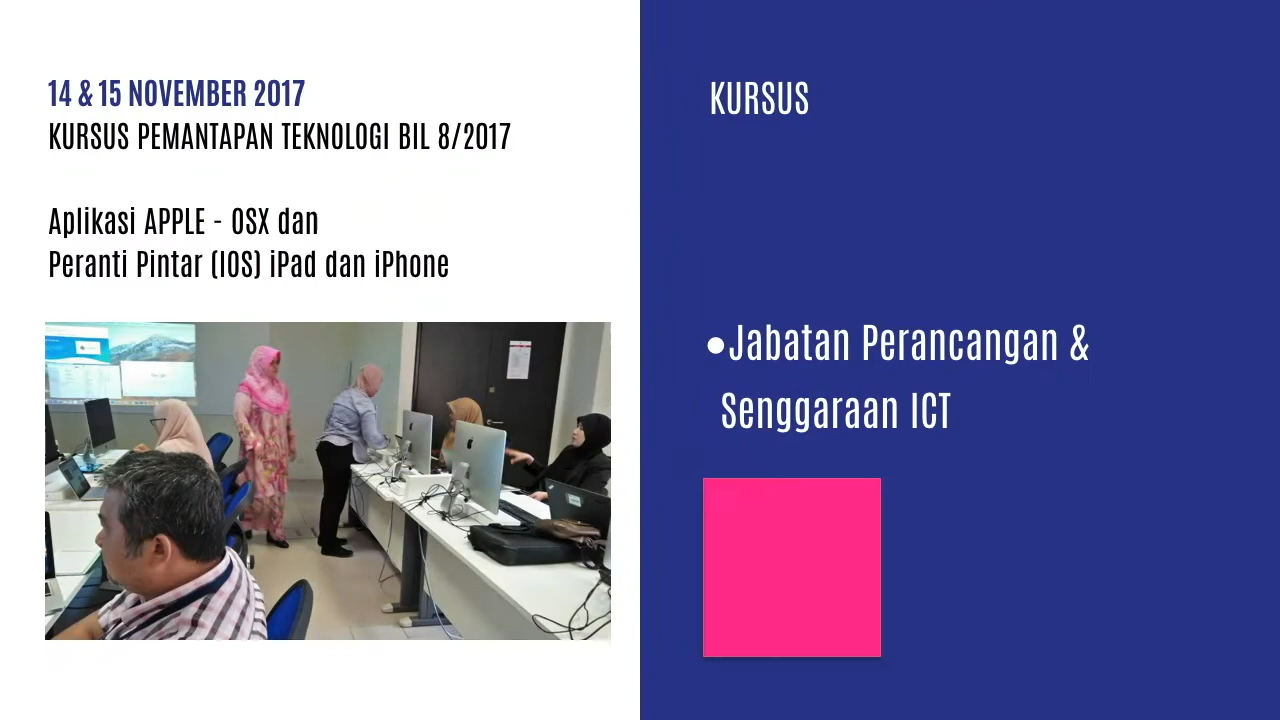 14 & 15 NOVEMBER 2017
KURSUS PEMANTAPAN TEKNOLOGI BIL 8/2017
Aplikasi APPLE - OSX dan
Peranti Pintar (IOS) iPad dan iPhone
KURSUS
•Jabatan Perancangan &
Senggaraan ICT